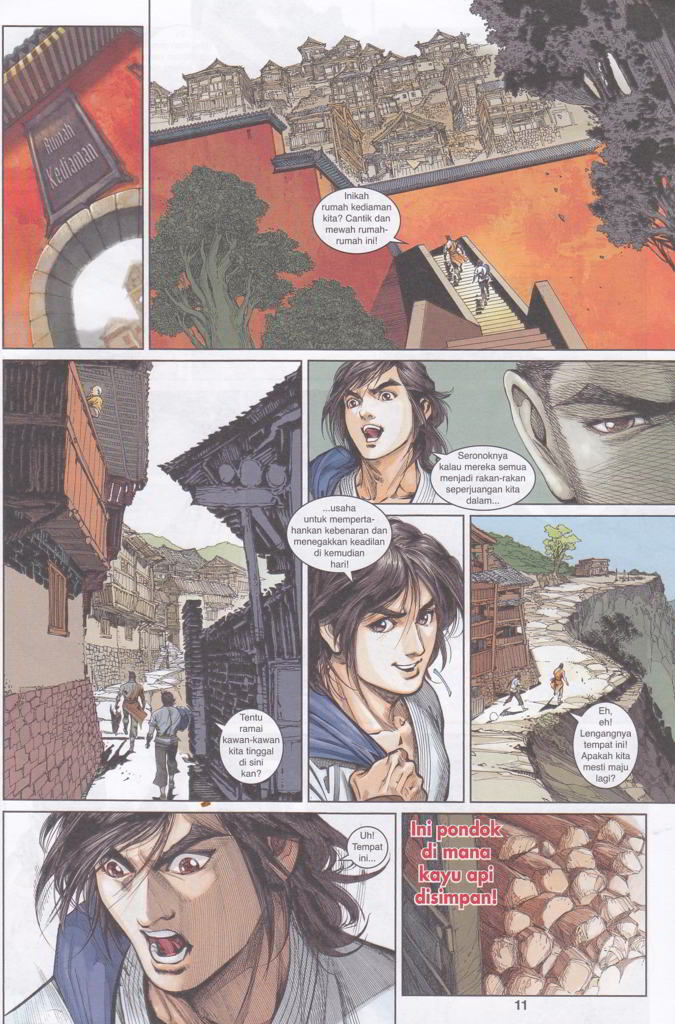 Rumah
Kediaman
Inikah
rumah kediaman
kita? Cantik dan
mewah rumah-
rumah ini!
Tentu
ramai
kawan-kawan
kita tinggal
di sini
kan?
Seronoknya
kalau mereka semua
menjadi rakan-rakan
seperjuangan kita
dalam...
...usaha
untuk memperta-
hankan kebenaran dan
menegakkan keadilan
di kemudian
hari!
Eh,
eh!
Lengangnya
tempat ini!
Apakah kita
mesti maju
lagi?
Uh!
Tempat
ini...
Ini pondok
di mana
kayu api
disimpan!
11